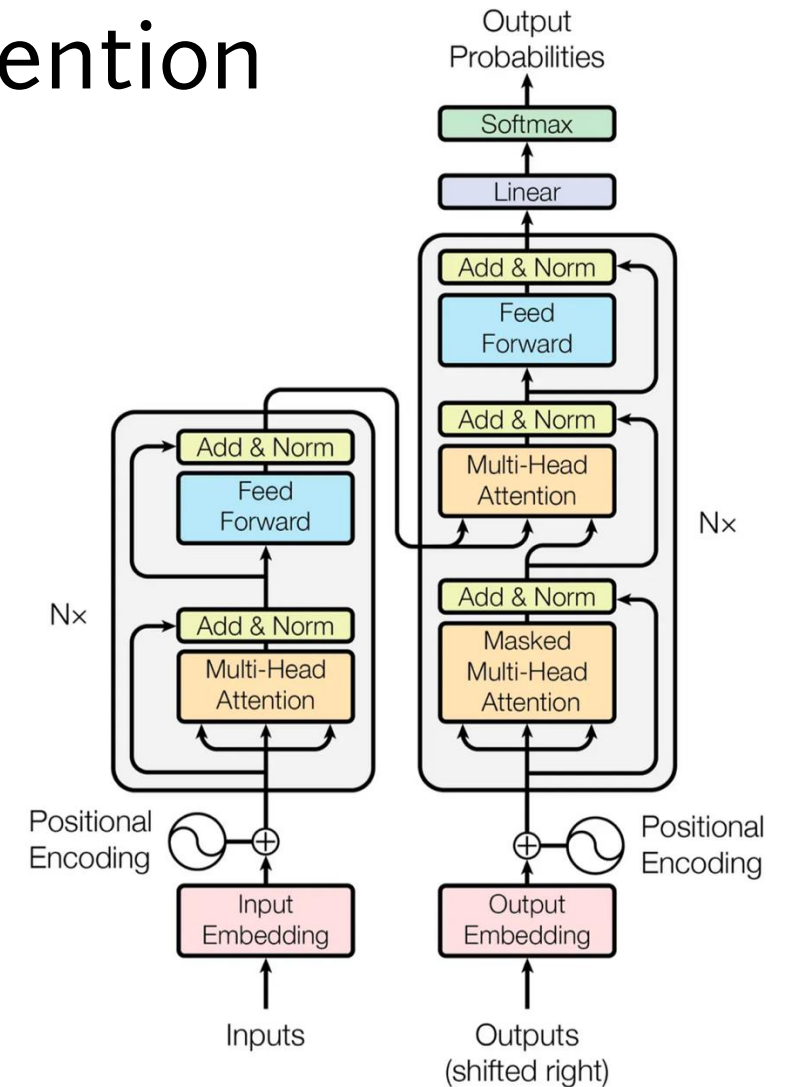 ention
Output
Probabilities
Softmax
Linear
Add & Norm
Feed
Forward
Add & Norm
Multi-Head
Attention
Nx
Add & Norm
Masked
Multi-Head
Attention
Add & Norm
Feed
Forward
Nx
Add & Norm
Multi-Head
Attention
Positional
Encoding
Positional
Encoding
Input
Embedding
Output
Embedding
Inputs
Outputs
(shifted right)